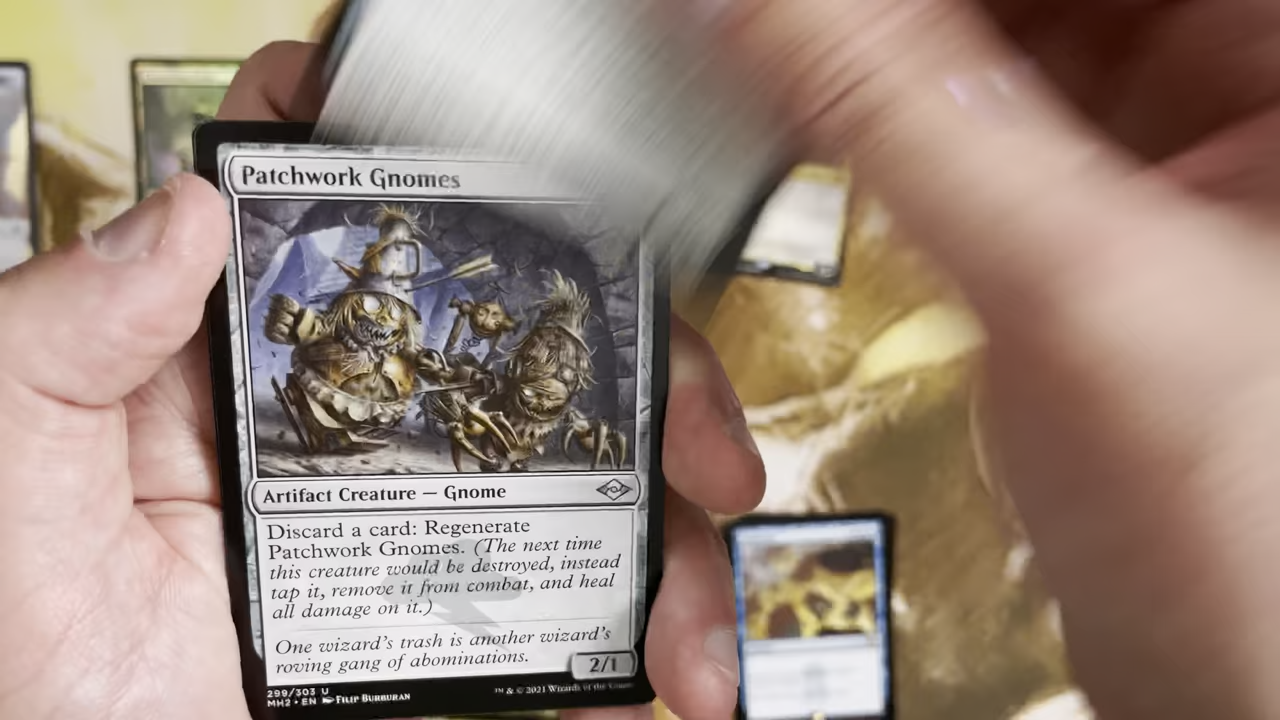 Patchwork Gnomes
Artifact Creature — Gnome
Discard a card: Regenerate
Patchwork Gnomes. (The next time
this creature would be destroyed, instead
tap it, remove it from combat, and heal
all damage on it.)
One wizard's trash is another wizard's
roving gang of abominations.
2/1
299/303 U
MH2 • EN Filip Burburan
™ & © 2021 Wizards of the Coast